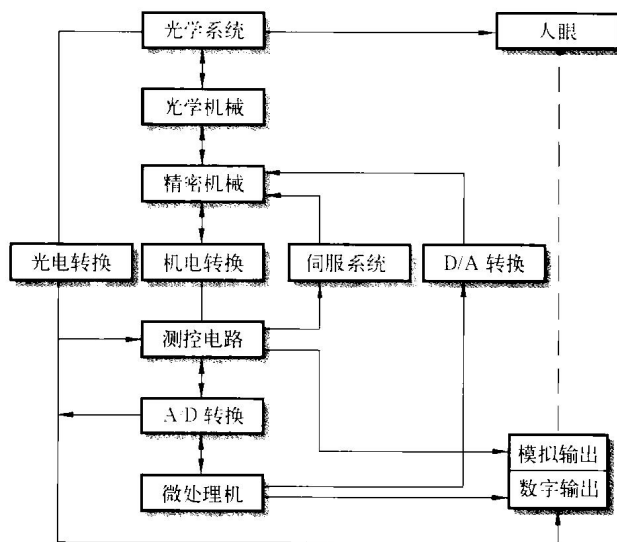 光学系统
人眼
光学机械
精密机械
光电转换
机电转换
伺服系统
D/A 转换
测控电路
A/D 转换
模拟输出
微处理机
数字输出